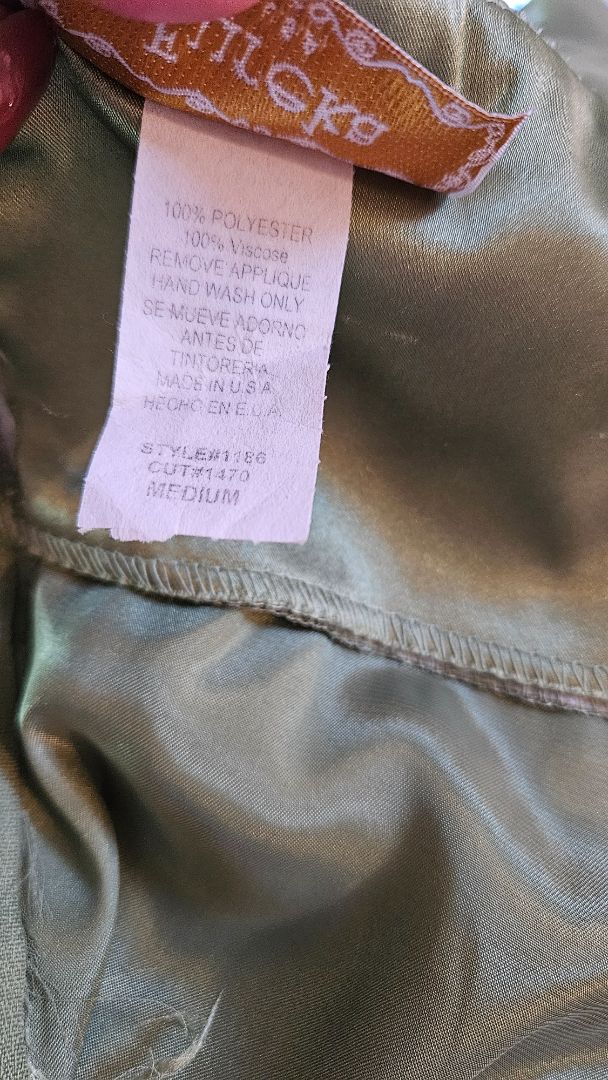 100% POLYESTER
100% Viscose
REMOVE APPLIQUE
HAND WASH ONLY
SE MUEVE ADORNO
ANTES DE
TINTORERIA
MADE IN U.S.A.
HECHO EN E.U.A.
STYLE#1186
CUT#1470
MEDIUM